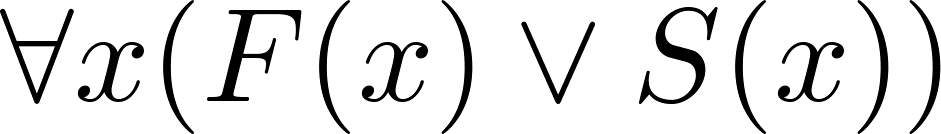 ∀x(F(x) ∨ S(x))